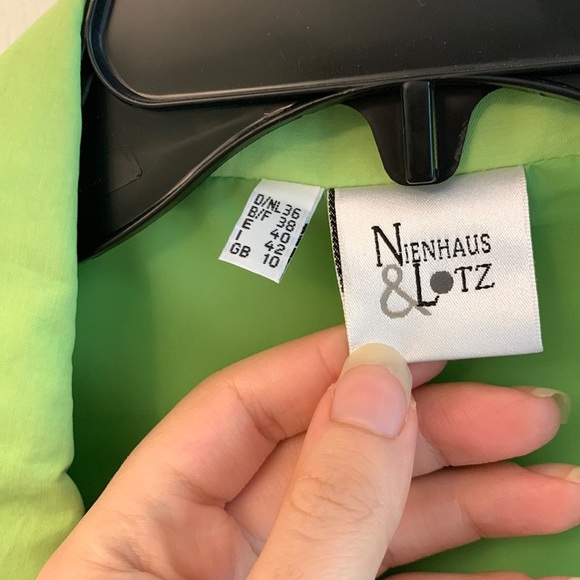 D/NL 36
B/F 38
E 40
I 42
GB 10
NIENHAUS
& LOTZ